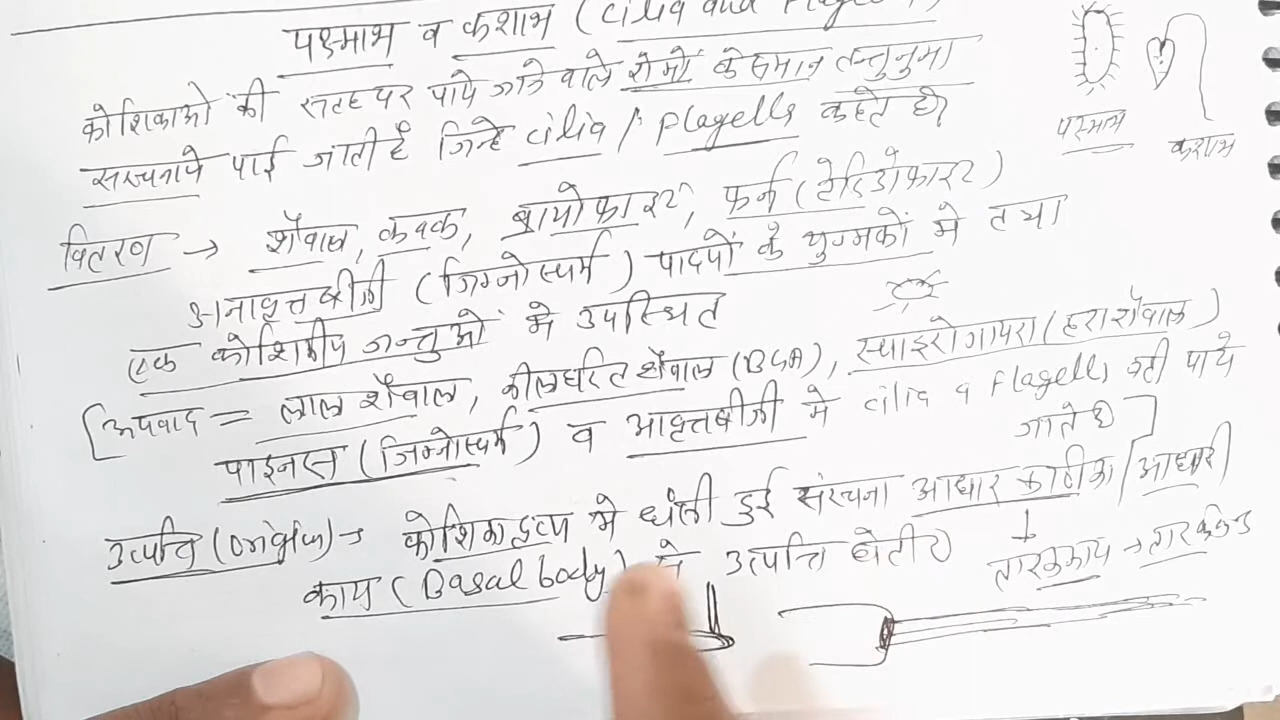 पक्ष्माभ व कशाभ (Cilia and Flagell
कोशिकाओ की सतह पर पाये जाने वाले रोमों के समान तन्तुनुमा
सरचनाये पाई जाती है जिन्हे Cilia / Flagella कहते है।
पक्ष्माभ
कशाभ
वितरण → शैवाल, कवक, ब्रायोफाइट, फर्न (टेरिडोफाइट)
अनावृत्तबीजी (जिम्नोस्पर्म) पादपों के युग्मकों मे तथा
एक कोशिकीय जन्तुओं मे उपस्थित
[अपवाद = लाल शैवाल, नीलहरित शैवाल (BGA), स्पाइरोगायरा (हरा शैवाल)
पाइनस (जिम्नोस्पर्म) व आवृत्तबीजी मे cilia व Flagella नही पाये
जाते है]
उत्पत्ति (Origin) → कोशिकाद्रव्य मे धंसी हुई संरचना आधार कणिका / आधारी
काय (Basal body) से उत्पत्ति होती है
↓
तारककाय → तारककेन्द्र